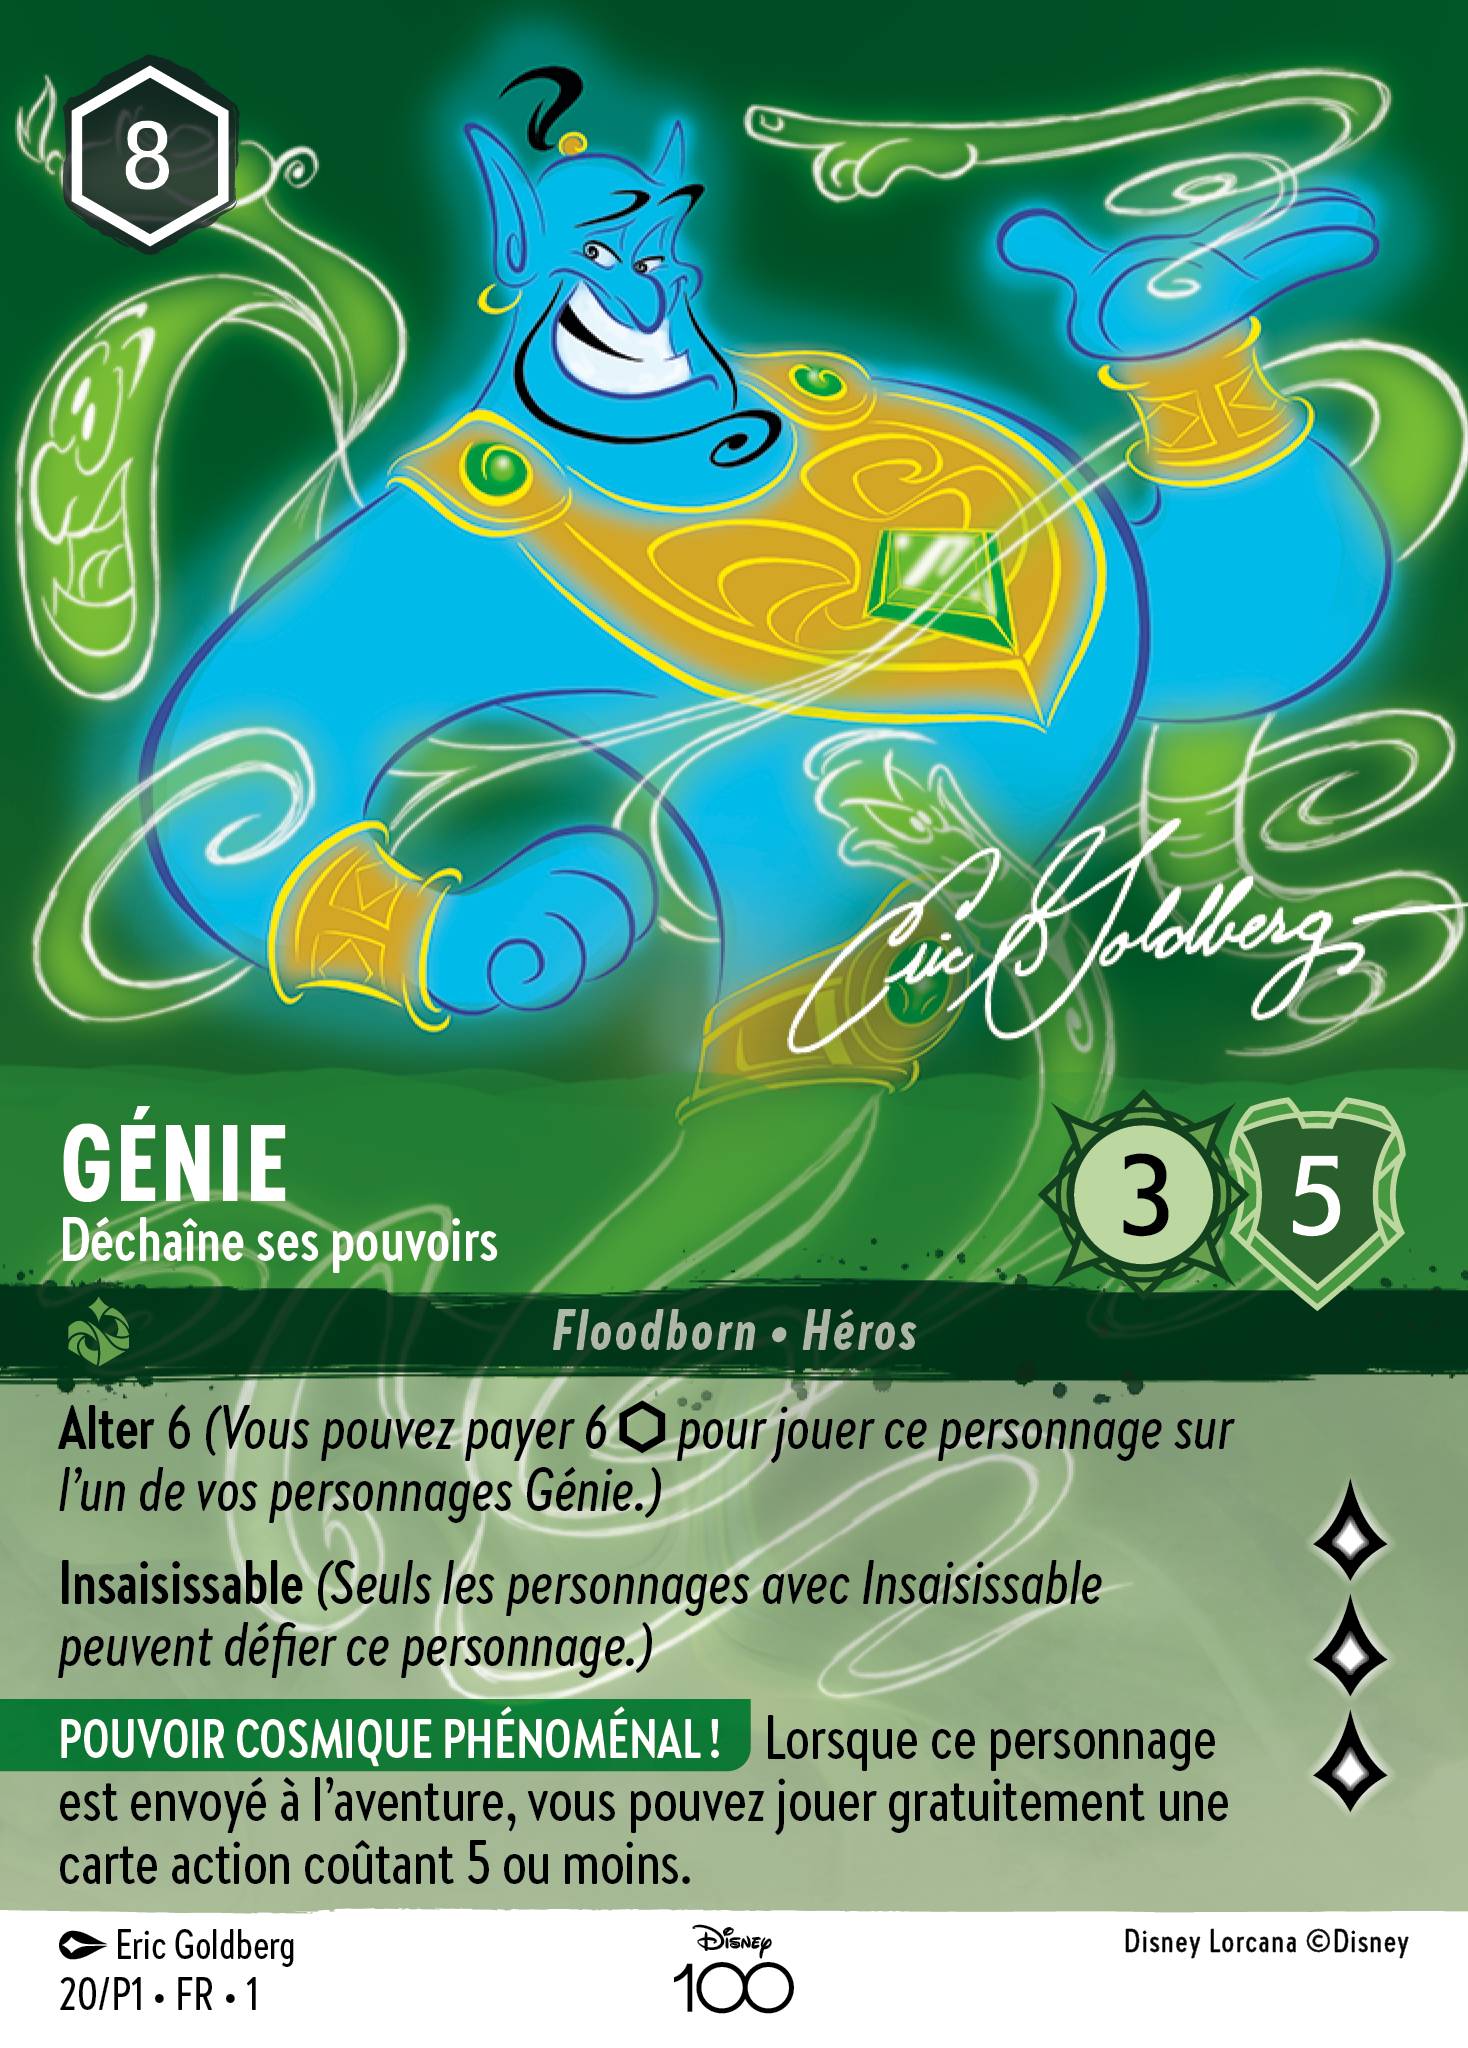 8
Eric Goldberg
GÉNIE
Déchaîne ses pouvoirs
3
5
Floodborn • Héros
Alter 6 (Vous pouvez payer 6 ⬡ pour jouer ce personnage sur
l’un de vos personnages Génie.)
Insaisissable (Seuls les personnages avec Insaisissable
peuvent défier ce personnage.)
POUVOIR COSMIQUE PHÉNOMÉNAL ! Lorsque ce personnage
est envoyé à l’aventure, vous pouvez jouer gratuitement une
carte action coûtant 5 ou moins.
Eric Goldberg
20/P1 • FR • 1
Disney
100
Disney Lorcana ©Disney